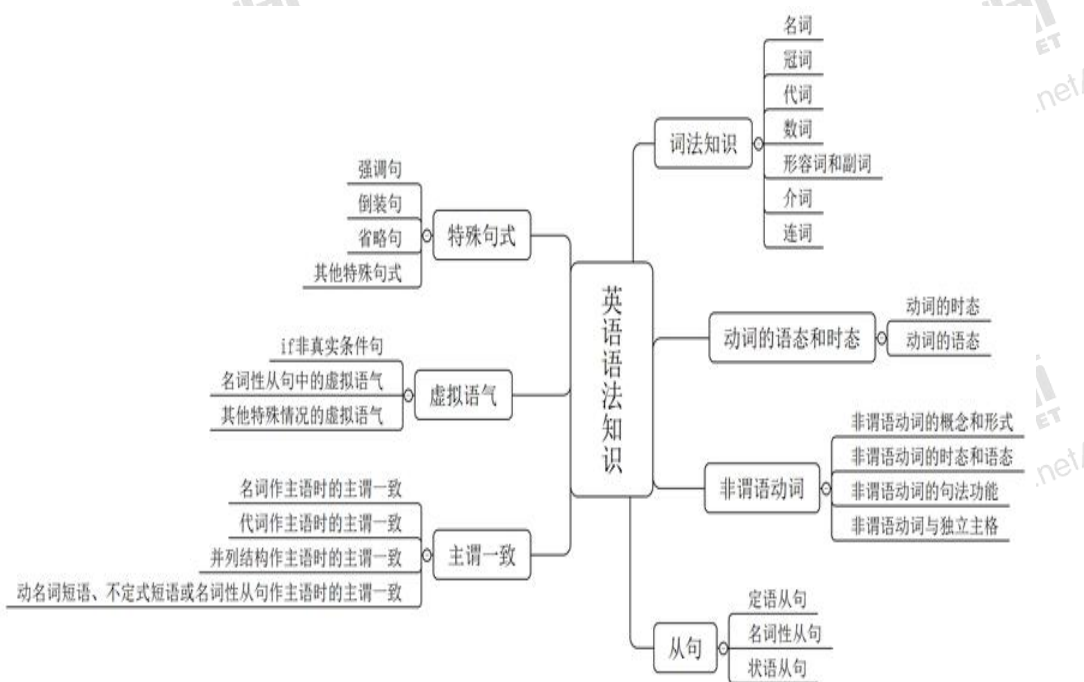 英语语法知识
词法知识
名词
冠词
代词
数词
形容词和副词
介词
连词
动词的语态和时态
动词的时态
动词的语态
非谓语动词
非谓语动词的概念和形式
非谓语动词的时态和语态
非谓语动词的句法功能
非谓语动词与独立主格
从句
定语从句
名词性从句
状语从句
特殊句式
强调句
倒装句
省略句
其他特殊句式
虚拟语气
if非真实条件句
名词性从句中的虚拟语气
其他特殊情况的虚拟语气
主谓一致
名词作主语时的主谓一致
代词作主语时的主谓一致
并列结构作主语时的主谓一致
动名词短语、不定式短语或名词性从句作主语时的主谓一致
ET
.net/
ET
.net/